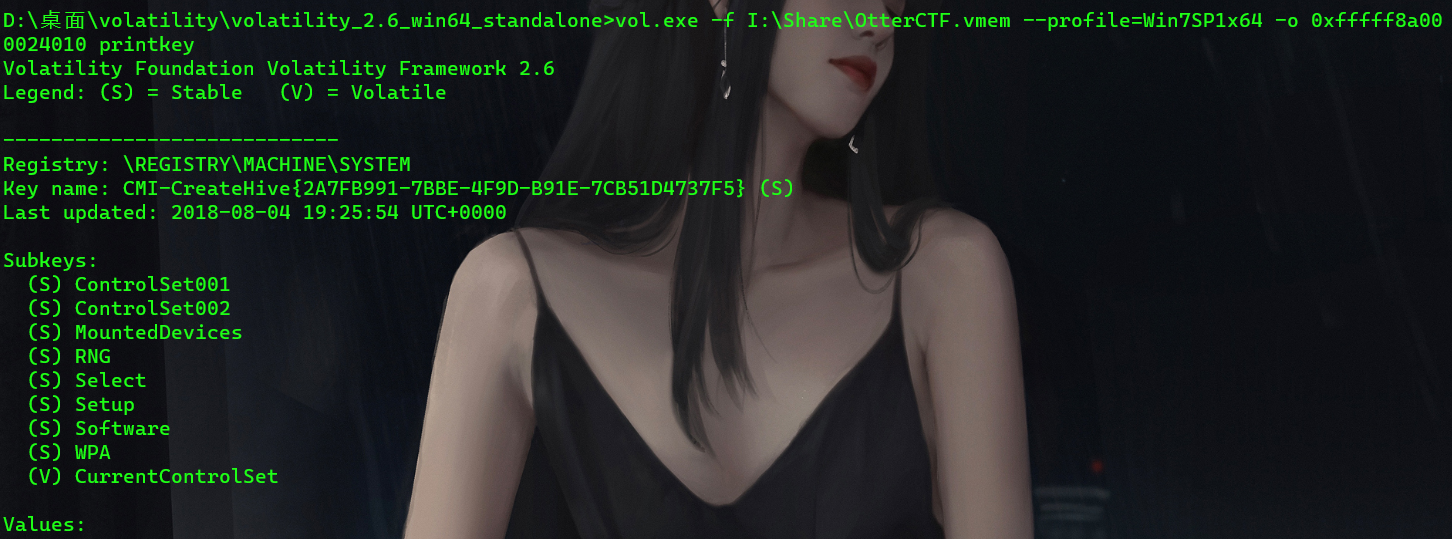 D:\桌面\volatility\volatility_2.6_win64_standalone>vol.exe -f I:\Share\OtterCTF.vmem --profile=Win7SP1x64 -o 0xfffff8a00
0024010 printkey
Volatility Foundation Volatility Framework 2.6
Legend: (S) = Stable   (V) = Volatile

----------------------------
Registry: \REGISTRY\MACHINE\SYSTEM
Key name: CMI-CreateHive{2A7FB991-7BBE-4F9D-B91E-7CB51D4737F5} (S)
Last updated: 2018-08-04 19:25:54 UTC+0000

Subkeys:
  (S) ControlSet001
  (S) ControlSet002
  (S) MountedDevices
  (S) RNG
  (S) Select
  (S) Setup
  (S) Software
  (S) WPA
  (V) CurrentControlSet

Values: